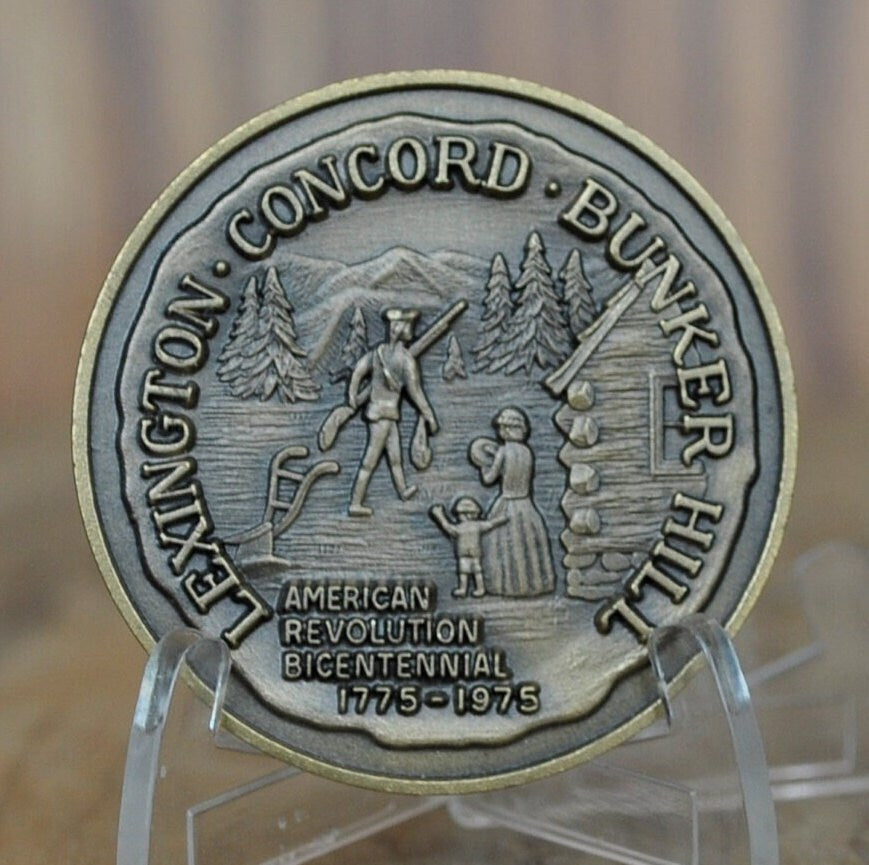 LEXINGTON · CONCORD · BUNKER HILL
AMERICAN
REVOLUTION
BICENTENNIAL
1775-1975